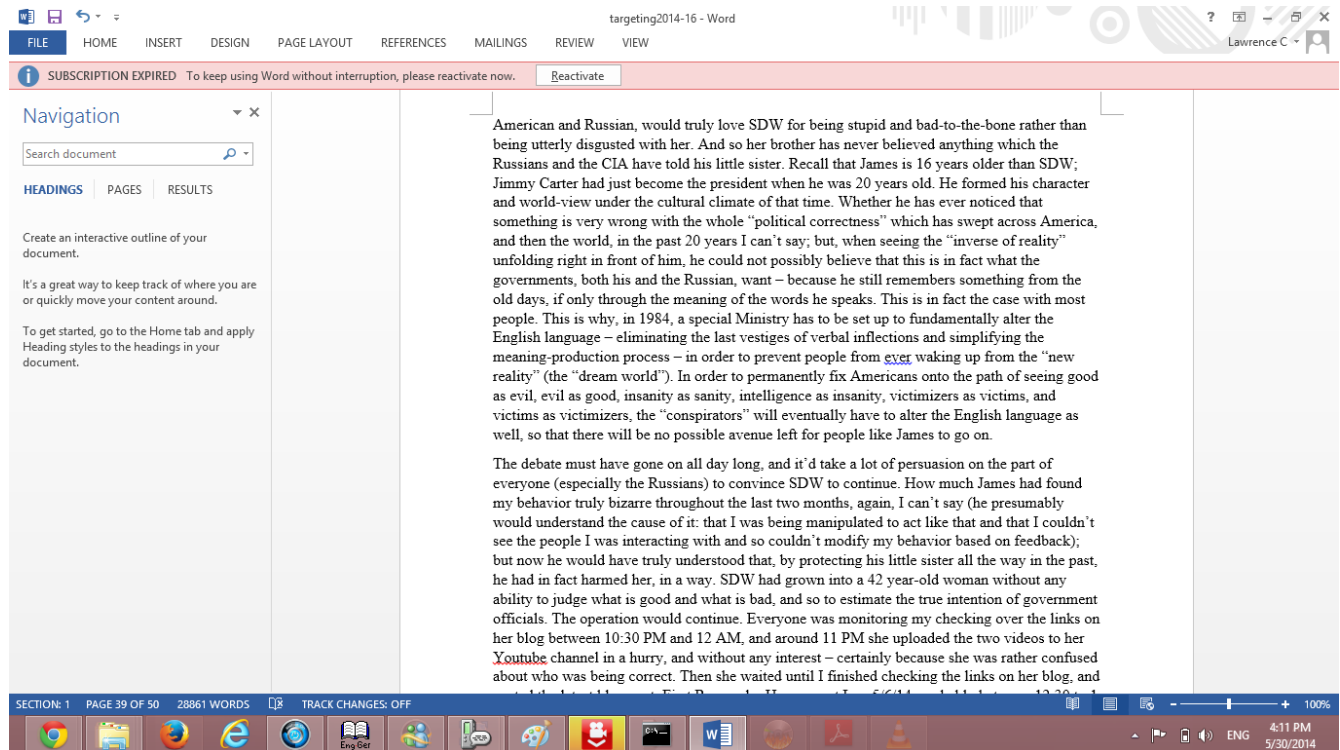 targeting2014-16 - Word
?
FILE HOME INSERT DESIGN PAGE LAYOUT REFERENCES MAILINGS REVIEW VIEW
Lawrence C
SUBSCRIPTION EXPIRED To keep using Word without interruption, please reactivate now. Reactivate
Navigation
Search document
HEADINGS PAGES RESULTS
Create an interactive outline of your
document.
It's a great way to keep track of where you are
or quickly move your content around.
To get started, go to the Home tab and apply
Heading styles to the headings in your
document.
American and Russian, would truly love SDW for being stupid and bad-to-the-bone rather than
being utterly disgusted with her. And so her brother has never believed anything which the
Russians and the CIA have told his little sister. Recall that James is 16 years older than SDW;
Jimmy Carter had just become the president when he was 20 years old. He formed his character
and world-view under the cultural climate of that time. Whether he has ever noticed that
something is very wrong with the whole “political correctness” which has swept across America,
and then the world, in the past 20 years I can’t say; but, when seeing the “inverse of reality”
unfolding right in front of him, he could not possibly believe that this is in fact what the
governments, both his and the Russian, want – because he still remembers something from the
old days, if only through the meaning of the words he speaks. This is in fact the case with most
people. This is why, in 1984, a special Ministry has to be set up to fundamentally alter the
English language – eliminating the last vestiges of verbal inflections and simplifying the
meaning-production process – in order to prevent people from ever waking up from the “new
reality” (the “dream world”). In order to permanently fix Americans onto the path of seeing good
as evil, evil as good, insanity as sanity, intelligence as insanity, victimizers as victims, and
victims as victimizers, the “conspirators” will eventually have to alter the English language as
well, so that there will be no possible avenue left for people like James to go on.
The debate must have gone on all day long, and it’d take a lot of persuasion on the part of
everyone (especially the Russians) to convince SDW to continue. How much James had found
my behavior truly bizarre throughout the last two months, again, I can’t say (he presumably
would understand the cause of it: that I was being manipulated to act like that and that I couldn’t
see the people I was interacting with and so couldn’t modify my behavior based on feedback);
but now he would have truly understood that, by protecting his little sister all the way in the past,
he had in fact harmed her, in a way. SDW had grown into a 42 year-old woman without any
ability to judge what is good and what is bad, and so to estimate the true intention of government
officials. The operation would continue. Everyone was monitoring my checking over the links on
her blog between 10:30 PM and 12 AM, and around 11 PM she uploaded the two videos to her
Youtube channel in a hurry, and without any interest – certainly because she was rather confused
about who was being correct. Then she waited until I finished checking the links on her blog, and
SECTION: 1 PAGE 39 OF 50 28861 WORDS TRACK CHANGES: OFF 100%
Eng Ger
C:\
ENG
4:11 PM
5/30/2014